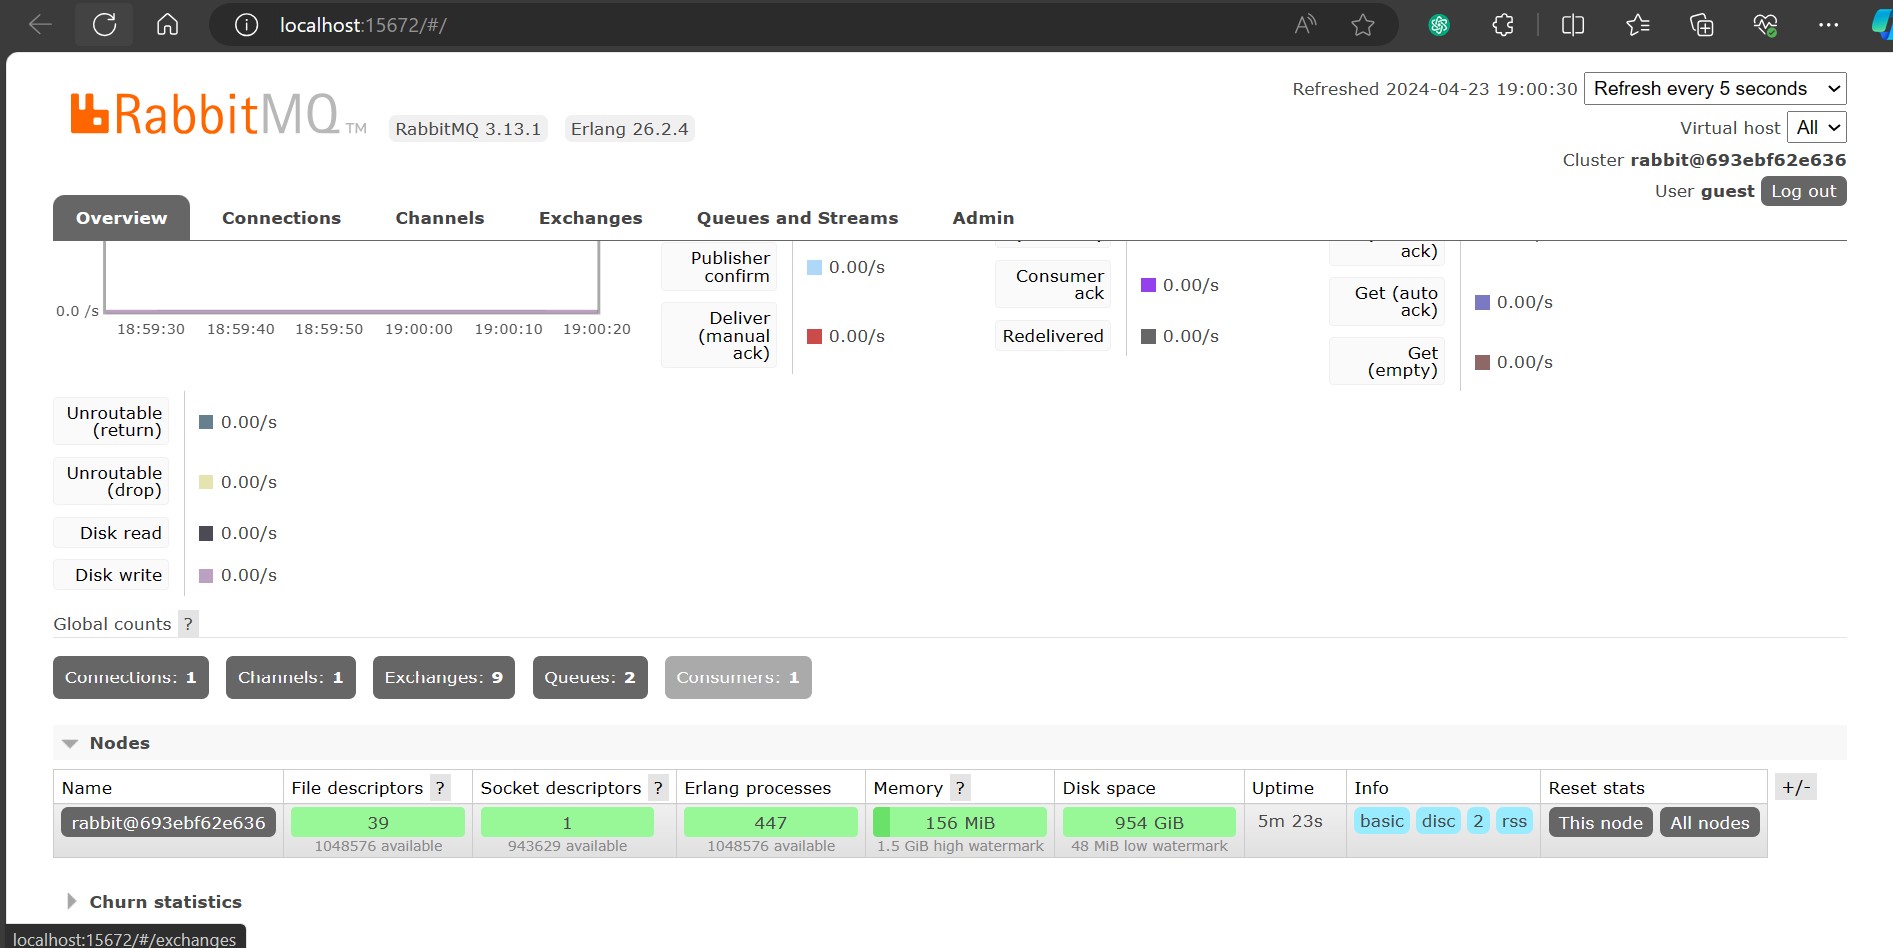 localhost:15672/#/
Refreshed 2024-04-23 19:00:30 Refresh every 5 seconds
RabbitMQ TM RabbitMQ 3.13.1 Erlang 26.2.4
Virtual host All
Cluster rabbit@693ebf62e636
User guest Log out
Overview Connections Channels Exchanges Queues and Streams Admin
0.0 /s
18:59:30 18:59:40 18:59:50 19:00:00 19:00:10 19:00:20
Publisher
confirm
0.00/s
Deliver
(manual
ack)
0.00/s
Consumer
ack
0.00/s
Redelivered
0.00/s
ack)
Get (auto
ack)
0.00/s
Get
(empty)
0.00/s
Unroutable
(return)
0.00/s
Unroutable
(drop)
0.00/s
Disk read
0.00/s
Disk write
0.00/s
Global counts ?
Connections: 1 Channels: 1 Exchanges: 9 Queues: 2 Consumers: 1
Nodes
Name File descriptors ? Socket descriptors ? Erlang processes Memory ? Disk space Uptime Info Reset stats +/-
rabbit@693ebf62e636 39 1 447 156 MiB 954 GiB 5m 23s basic disc 2 rss This node All nodes
1048576 available 943629 available 1048576 available 1.5 GiB high watermark 48 MiB low watermark
Churn statistics
localhost:15672/#/exchanges